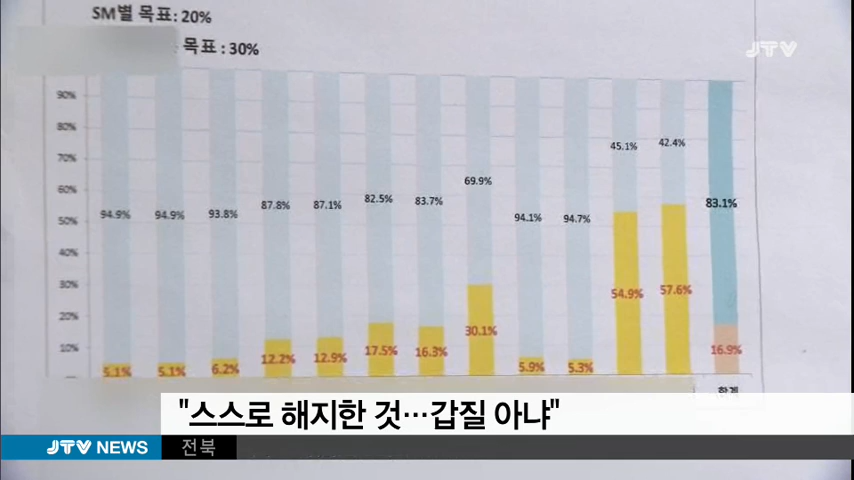 SM별 목표: 20%
목표 : 30%
JTV
90%
80%
70%
60%
50%
40%
30%
20%
10%
94.9% 94.9% 93.8% 87.8% 87.1% 82.5% 83.7% 69.9% 94.1% 94.7% 45.1% 42.4% 83.1%
5.1% 5.1% 6.2% 12.2% 12.9% 17.5% 16.3% 30.1% 5.9% 5.3% 54.9% 57.6% 16.9%
합계
"스스로 해지한 것…갑질 아냐"
JTV NEWS 전북